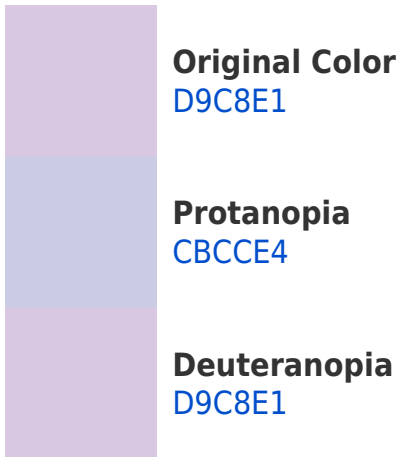 Original Color
D9C8E1
Protanopia
CBCCE4
Deuteranopia
D9C8E1